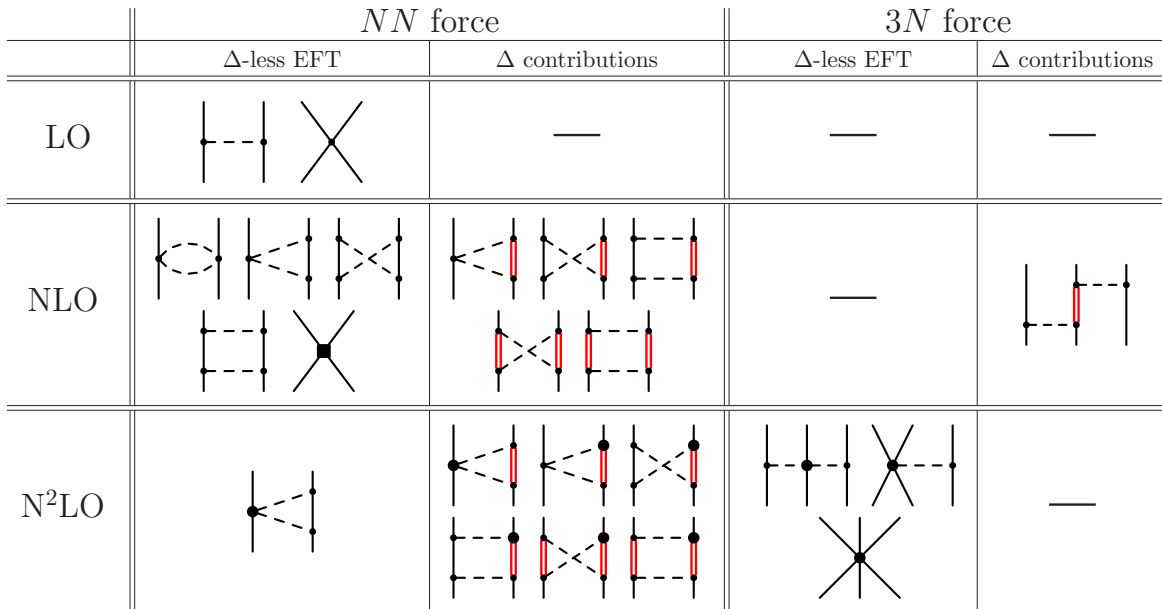 NN force 3N force
Δ-less EFT Δ contributions Δ-less EFT Δ contributions
LO — — —
NLO —
N²LO —